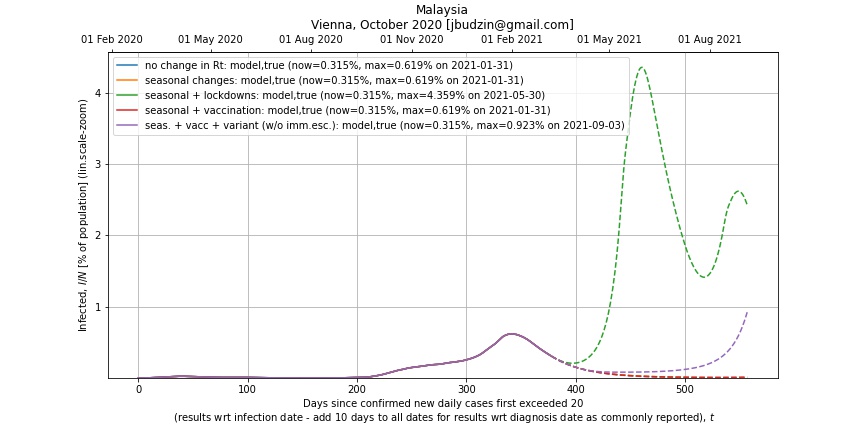 Malaysia
Vienna, October 2020 [jbudzin@gmail.com]
01 Feb 2020 01 May 2020 01 Aug 2020 01 Nov 2020 01 Feb 2021 01 May 2021 01 Aug 2021
no change in Rt: model,true (now=0.315%, max=0.619% on 2021-01-31)
seasonal changes: model,true (now=0.315%, max=0.619% on 2021-01-31)
seasonal + lockdowns: model,true (now=0.315%, max=4.359% on 2021-05-30)
seasonal + vaccination: model,true (now=0.315%, max=0.619% on 2021-01-31)
seas. + vacc + variant (w/o imm.esc.): model,true (now=0.315%, max=0.923% on 2021-09-03)
Infected, I/N [% of population] (lin.scale-zoom)
4
3
2
1
0 100 200 300 400 500
Days since confirmed new daily cases first exceeded 20
(results wrt infection date - add 10 days to all dates for results wrt diagnosis date as commonly reported), t